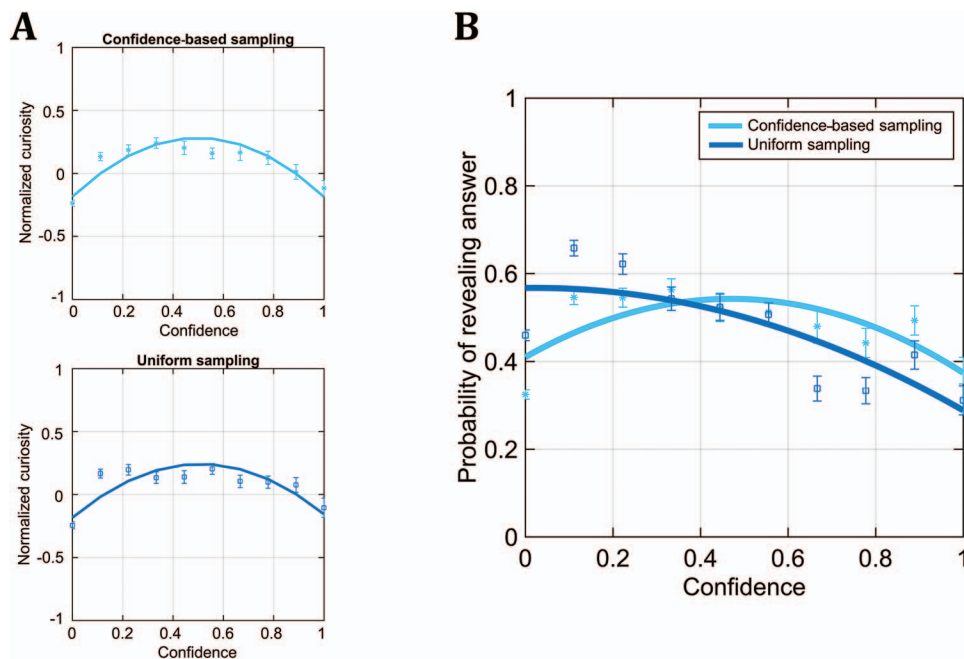 A
Confidence-based sampling
1
0.5
0
-0.5
-1
Normalized curiosity
0 0.2 0.4 0.6 0.8 1
Confidence
Uniform sampling
1
0.5
0
-0.5
-1
Normalized curiosity
0 0.2 0.4 0.6 0.8 1
Confidence
B
1
0.8
0.6
0.4
0.2
0
Probability of revealing answer
Confidence-based sampling
Uniform sampling
0 0.2 0.4 0.6 0.8 1
Confidence